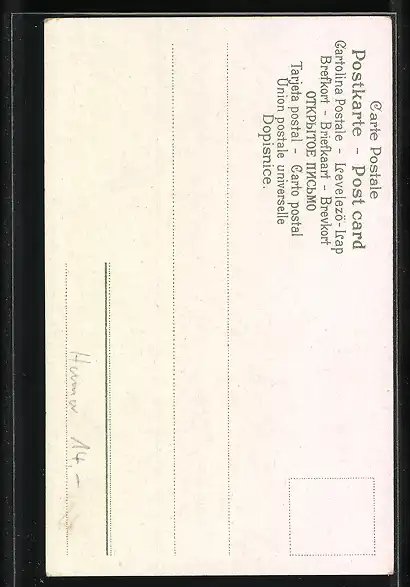 Carte Postale
Postkarte - Post card
Cartolina Postale - Levelezö-Lap
Brefkort - Briefkaart - Brevkort
ОТКРЫТОЕ ПИСЬМО
Tarjeta postal - Carto postal
Union postale universelle
Dopisnice.
Humor 14,-